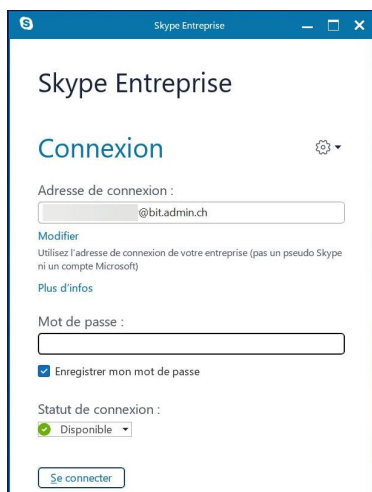 Skype Entreprise
Skype Entreprise
Connexion
Adresse de connexion :
@bit.admin.ch
Modifier
Utilisez l'adresse de connexion de votre entreprise (pas un pseudo Skype
ni un compte Microsoft)
Plus d'infos
Mot de passe :
Enregistrer mon mot de passe
Statut de connexion :
Disponible
Se connecter